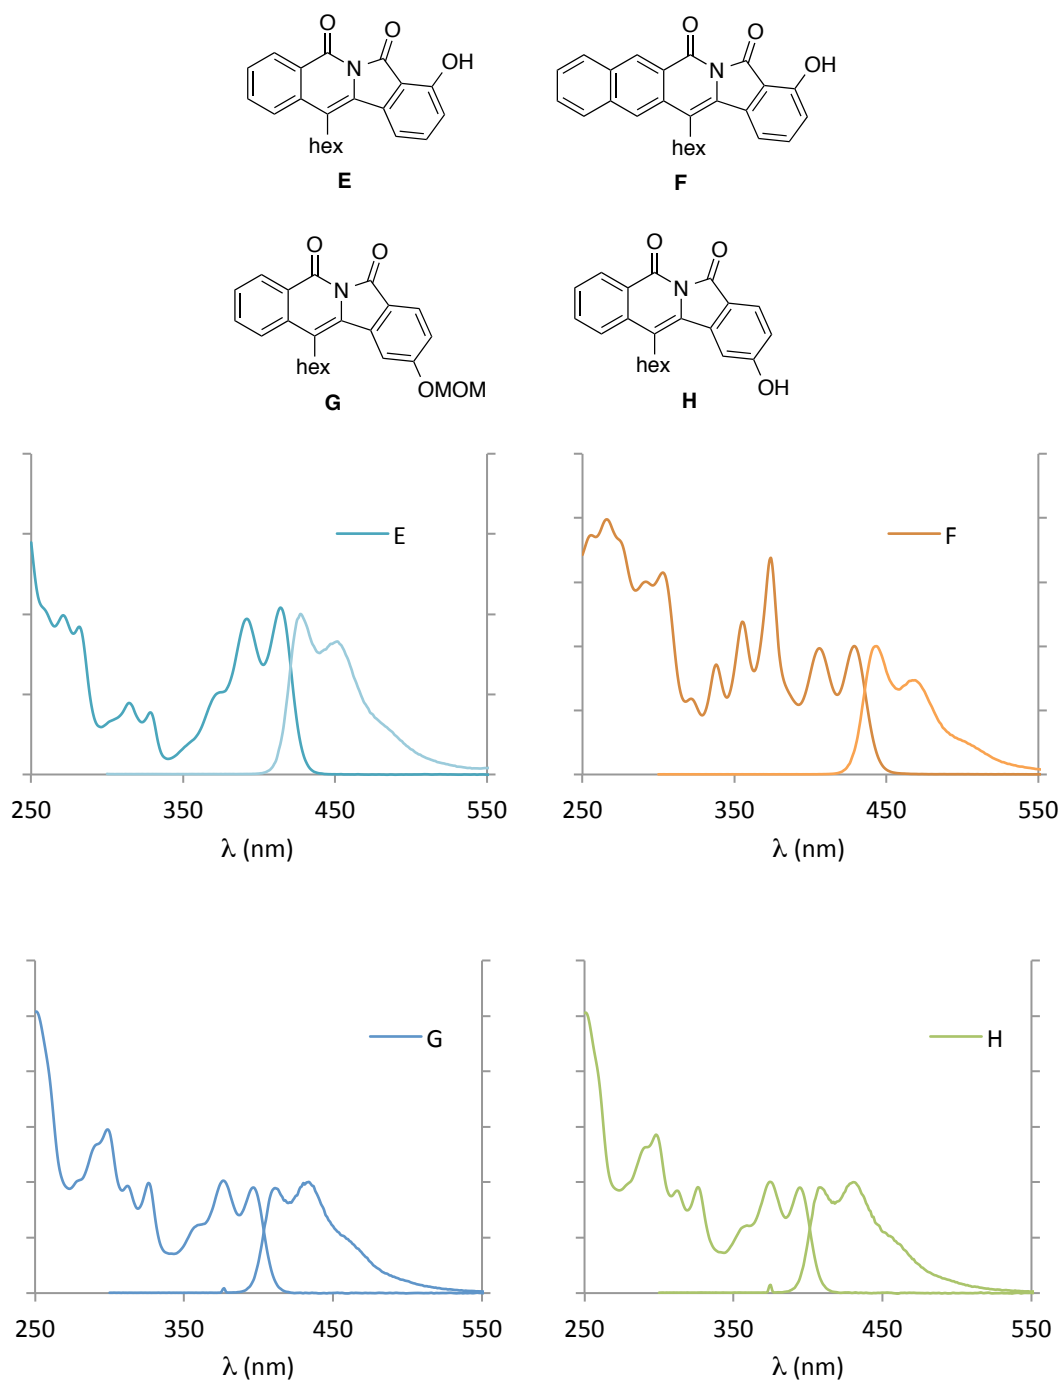 O O OH N hex E
O O OH N hex F
O O N hex OMOM G
O O N hex OH H
E
250 350 450 550
λ (nm)
F
250 350 450 550
λ (nm)
G
250 350 450 550
λ (nm)
H
250 350 450 550
λ (nm)